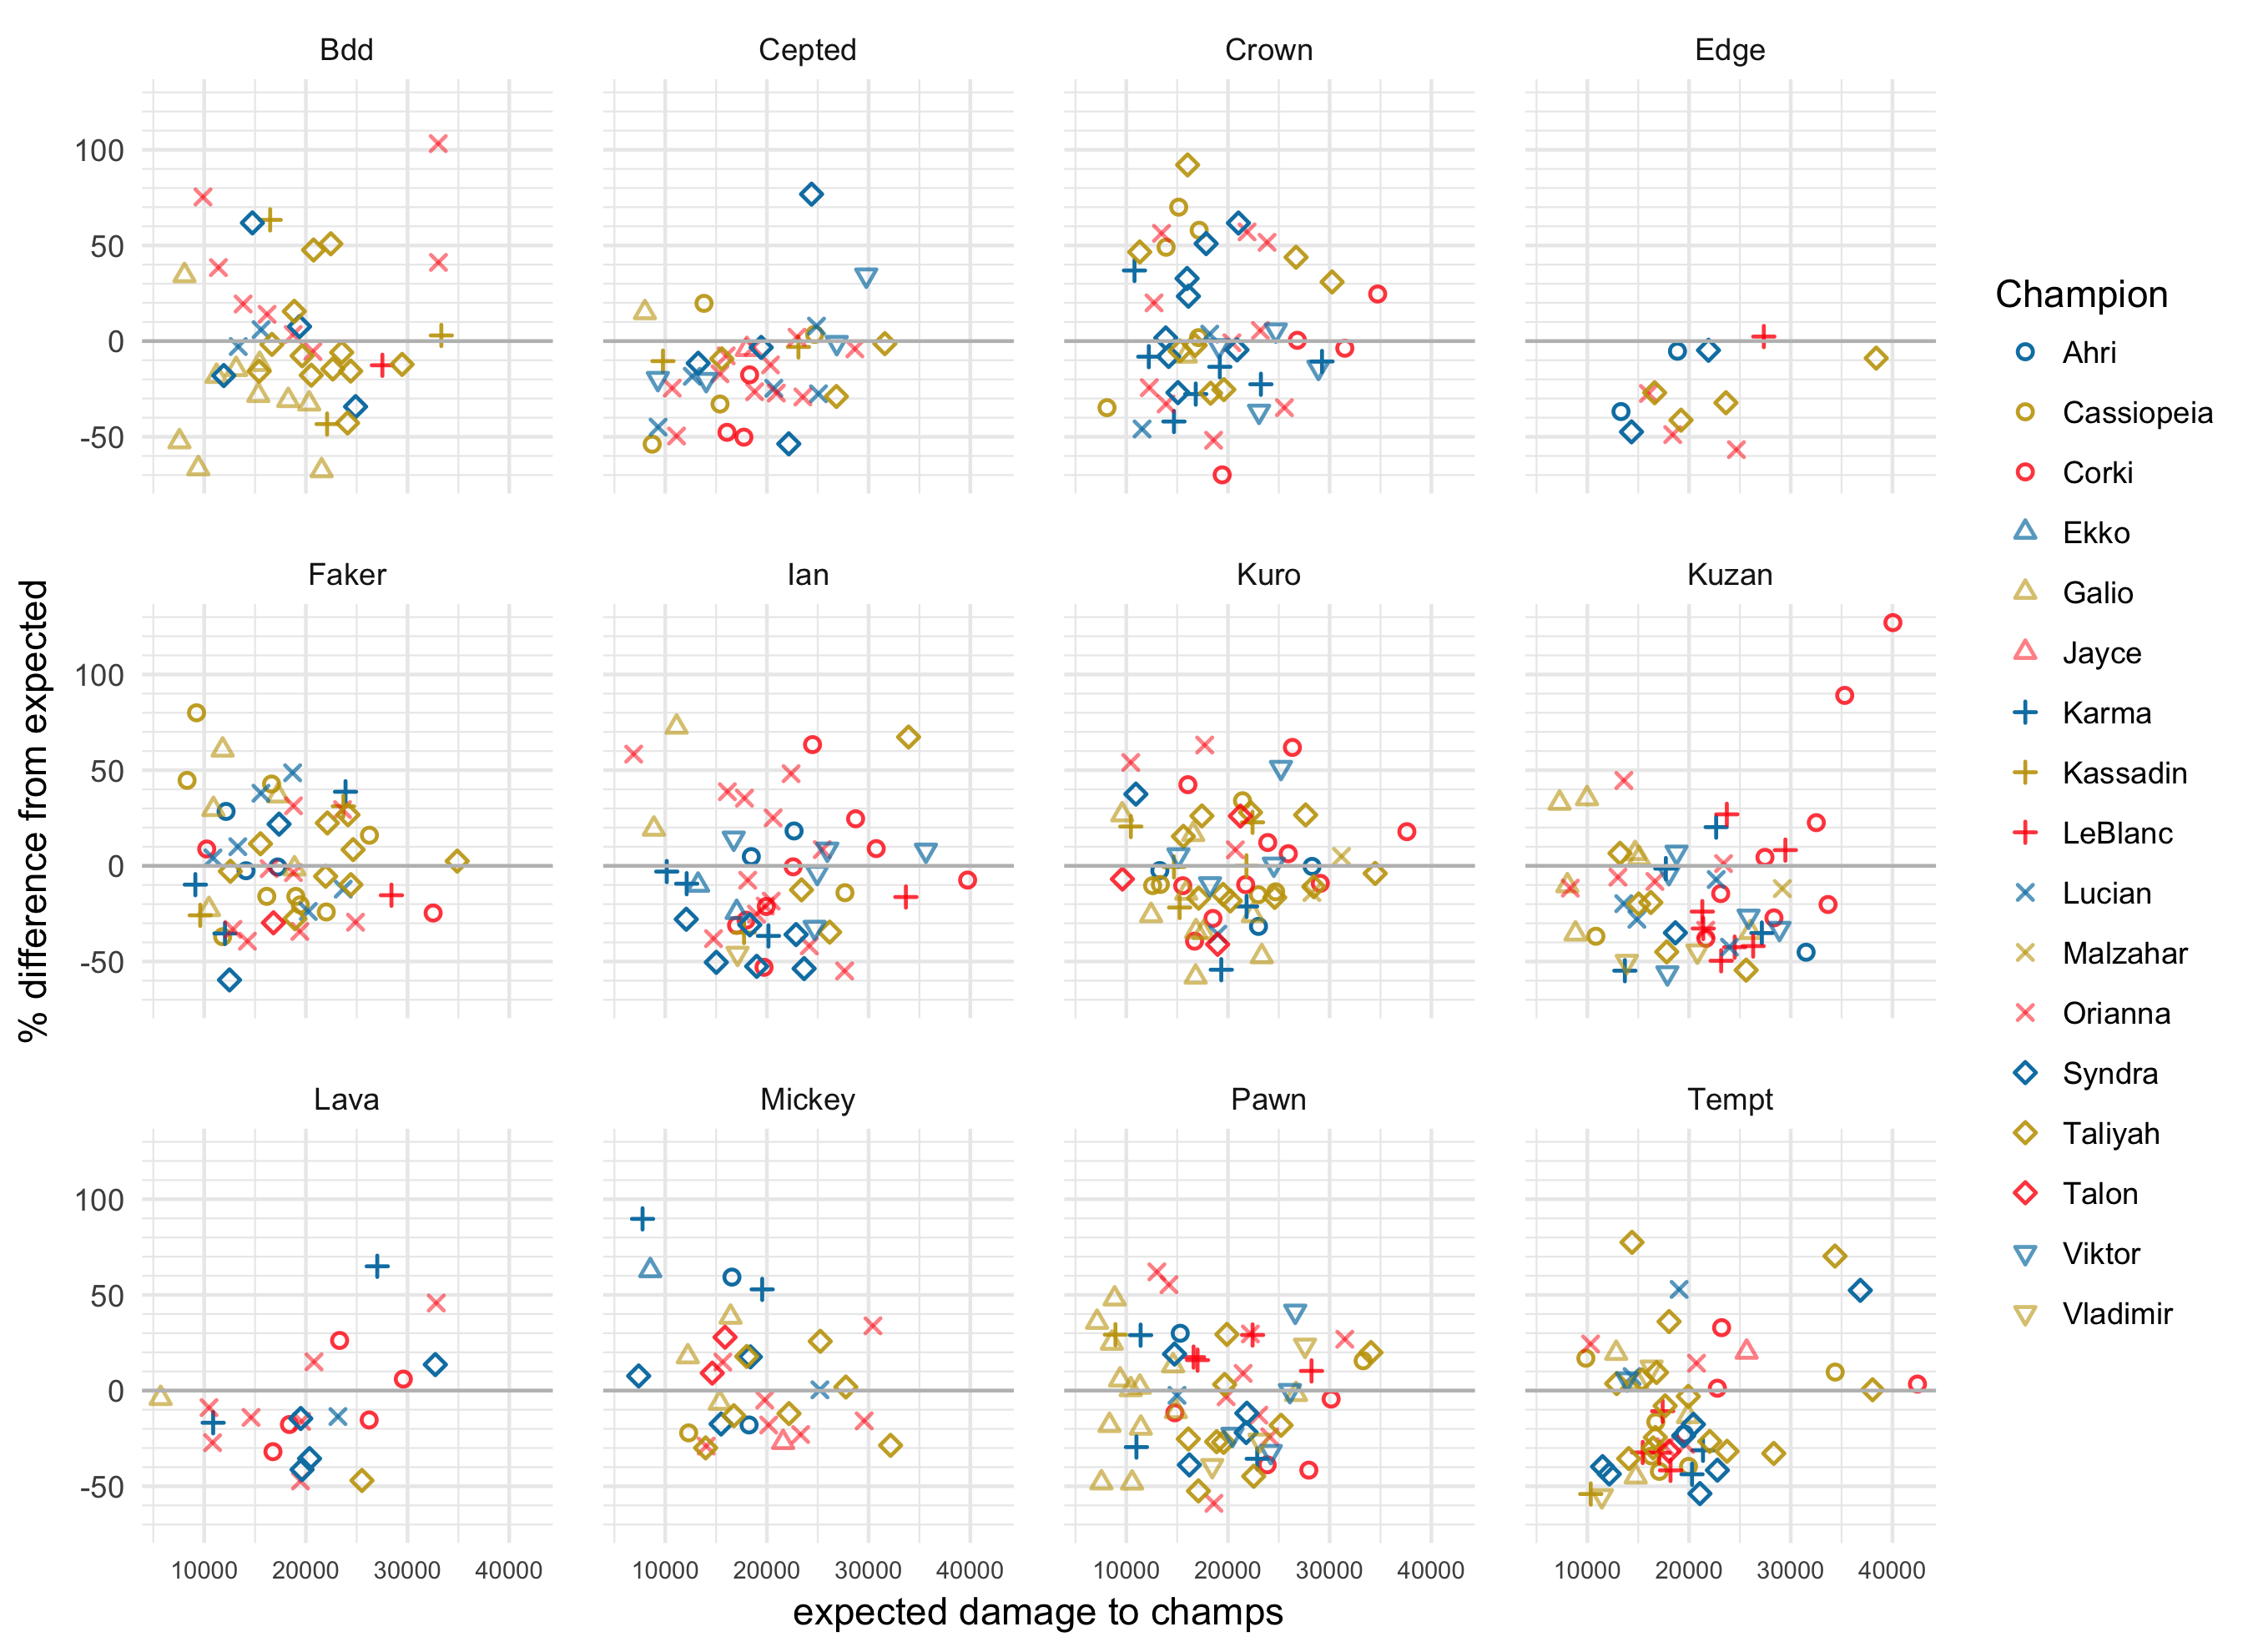 Bdd Cepted Crown Edge
100
50
0
-50
Faker Ian Kuro Kuzan
100
50
0
-50
Lava Mickey Pawn Tempt
100
50
0
-50
10000 20000 30000 40000 10000 20000 30000 40000 10000 20000 30000 40000 10000 20000 30000 40000
expected damage to champs
% difference from expected
Champion
Ahri
Cassiopeia
Corki
Ekko
Galio
Jayce
Karma
Kassadin
LeBlanc
Lucian
Malzahar
Orianna
Syndra
Taliyah
Talon
Viktor
Vladimir